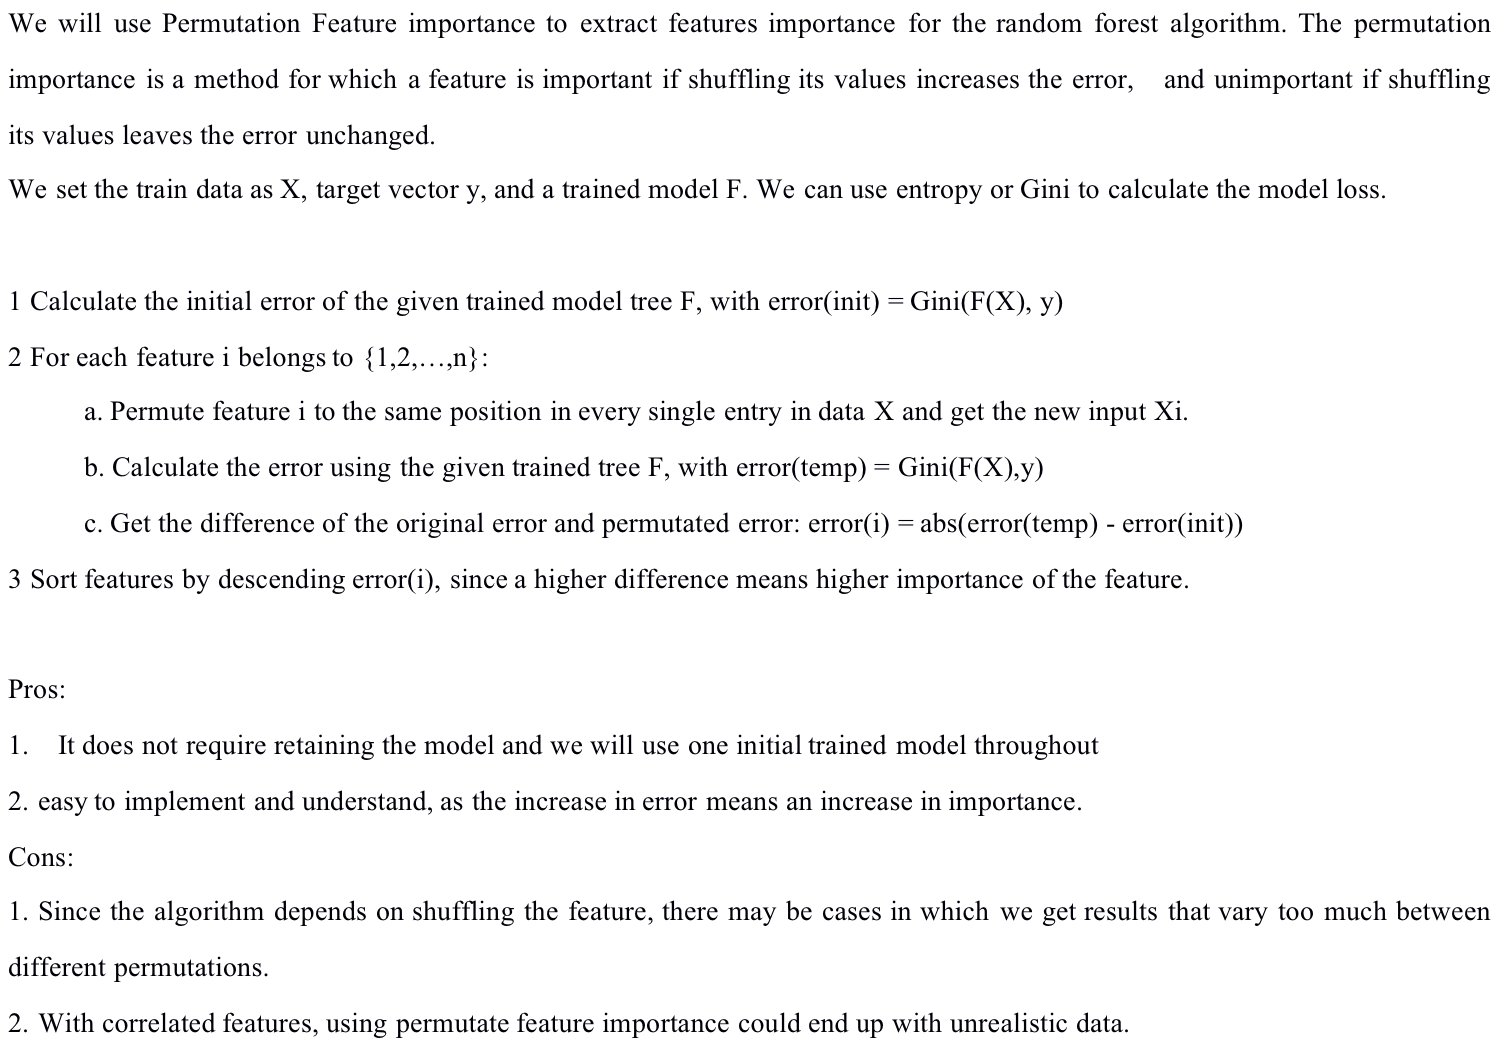 We will use Permutation Feature importance to extract features importance for the random forest algorithm. The permutation
importance is a method for which a feature is important if shuffling its values increases the error, and unimportant if shuffling
its values leaves the error unchanged.
We set the train data as X, target vector y, and a trained model F. We can use entropy or Gini to calculate the model loss.
1 Calculate the initial error of the given trained model tree F, with error(init) = Gini(F(X), y)
2 For each feature i belongs to {1,2,…,n}:
a. Permute feature i to the same position in every single entry in data X and get the new input Xi.
b. Calculate the error using the given trained tree F, with error(temp) = Gini(F(X),y)
c. Get the difference of the original error and permutated error: error(i) = abs(error(temp) - error(init))
3 Sort features by descending error(i), since a higher difference means higher importance of the feature.
Pros:
1. It does not require retaining the model and we will use one initial trained model throughout
2. easy to implement and understand, as the increase in error means an increase in importance.
Cons:
1. Since the algorithm depends on shuffling the feature, there may be cases in which we get results that vary too much between
different permutations.
2. With correlated features, using permutate feature importance could end up with unrealistic data.